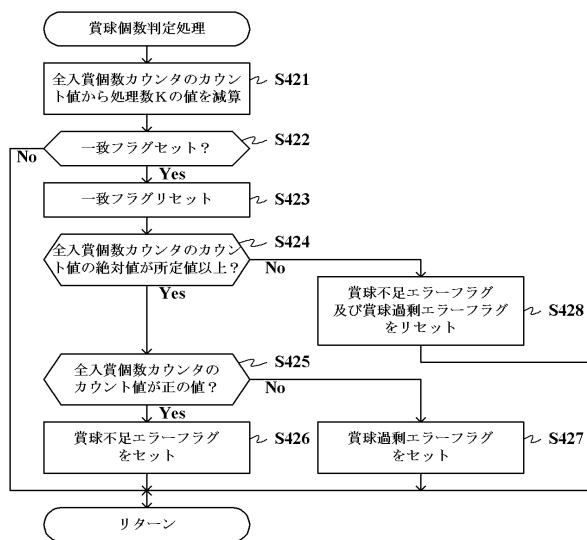 賞球個数判定処理
全入賞個数カウンタのカウン
ト値から処理数Kの値を減算
S421
一致フラグセット?
S422
No
Yes
一致フラグリセット
S423
全入賞個数カウンタのカウン
ト値の絶対値が所定値以上?
S424
No
Yes
賞球不足エラーフラグ
及び賞球過剰エラーフラグ
をリセット
S428
全入賞個数カウンタの
カウント値が正の値?
S425
No
Yes
賞球不足エラーフラグ
をセット
S426
賞球過剰エラーフラグ
をセット
S427
リターン